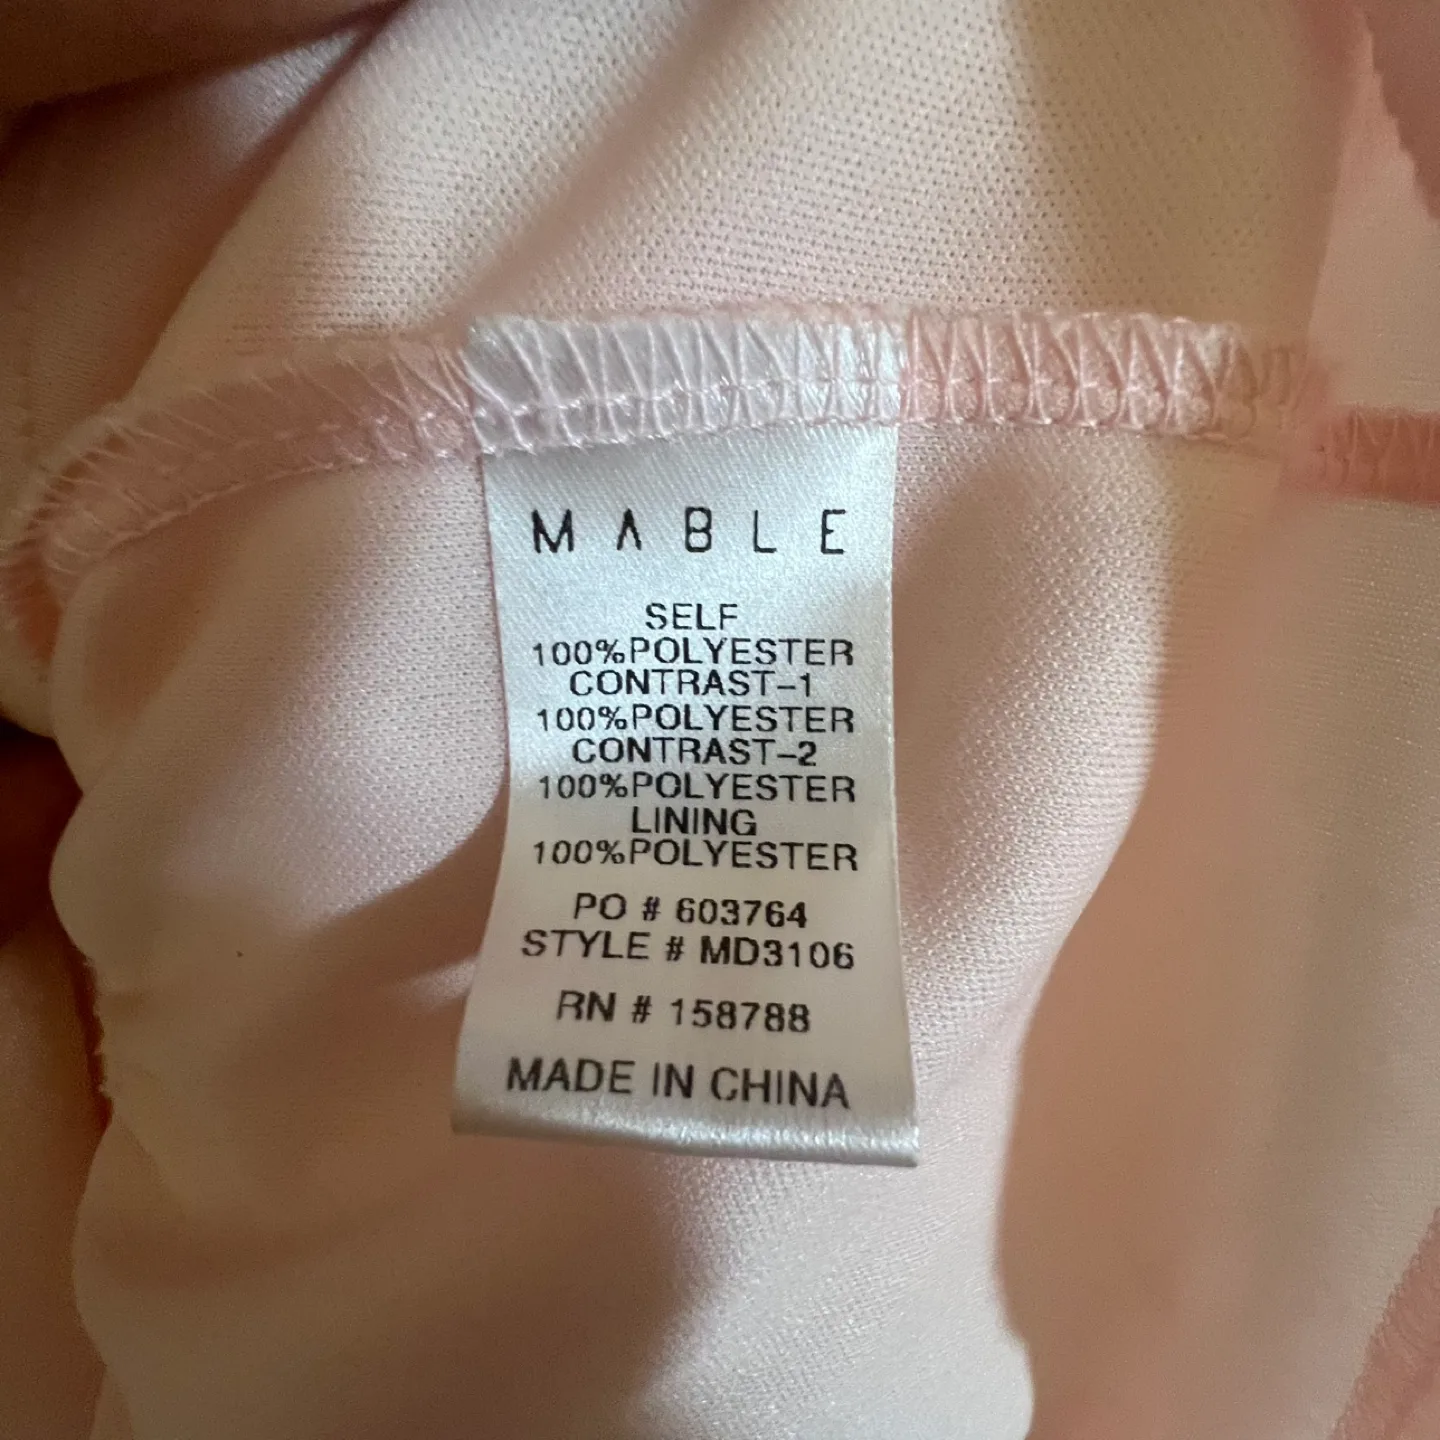 MABLE
SELF
100%POLYESTER
CONTRAST-1
100%POLYESTER
CONTRAST-2
100%POLYESTER
LINING
100%POLYESTER
PO # 603764
STYLE # MD3106
RN # 158788
MADE IN CHINA